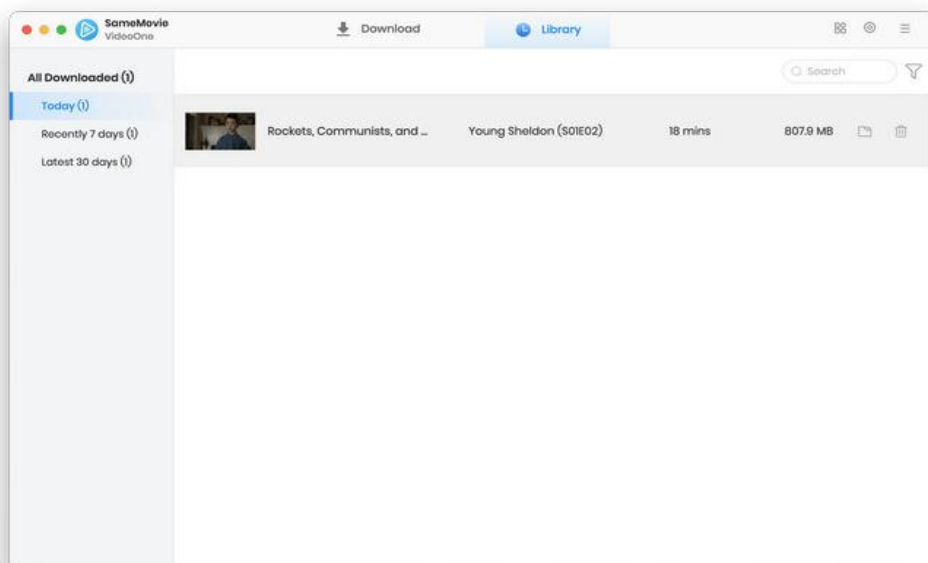 SameMovie
VideoOne
Download
Library
Search
All Downloaded (1)
Today (1)
Recently 7 days (1)
Latest 30 days (1)
Rockets, Communists, and ... Young Sheldon (S01E02) 18 mins 807.9 MB